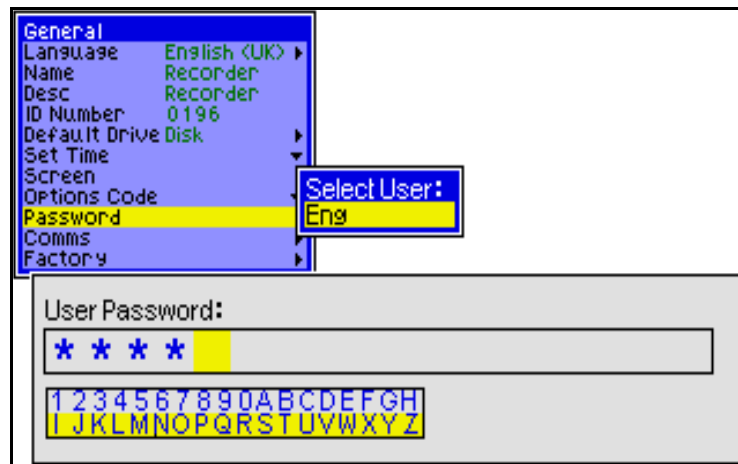 General
Language English (UK)
Name Recorder
Desc Recorder
ID Number 0196
Default Drive Disk
Set Time
Screen
Options Code
Password
Comms
Factory
Select User:
Eng
User Password:
* * * *
1234567890ABCDEFGH
IJKLMNOPQRSTUVWXYZ